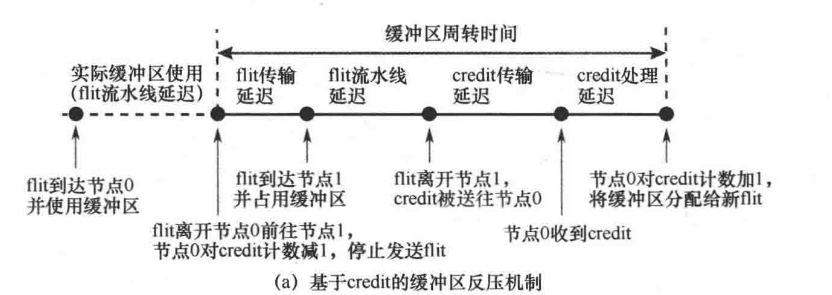 缓冲区周转时间
实际缓冲区使用
(flit流水线延迟)
flit传输
延迟
flit流水线
延迟
credit传输
延迟
credit处理
延迟
flit到达节点0
并使用缓冲区
flit离开节点0前往节点1,
节点0对credit计数减1, 停止发送flit
flit到达节点1
并占用缓冲区
flit离开节点1,
credit被送往节点0
节点0收到credit
节点0对credit计数加1,
将缓冲区分配给新flit
(a) 基于credit的缓冲区反压机制